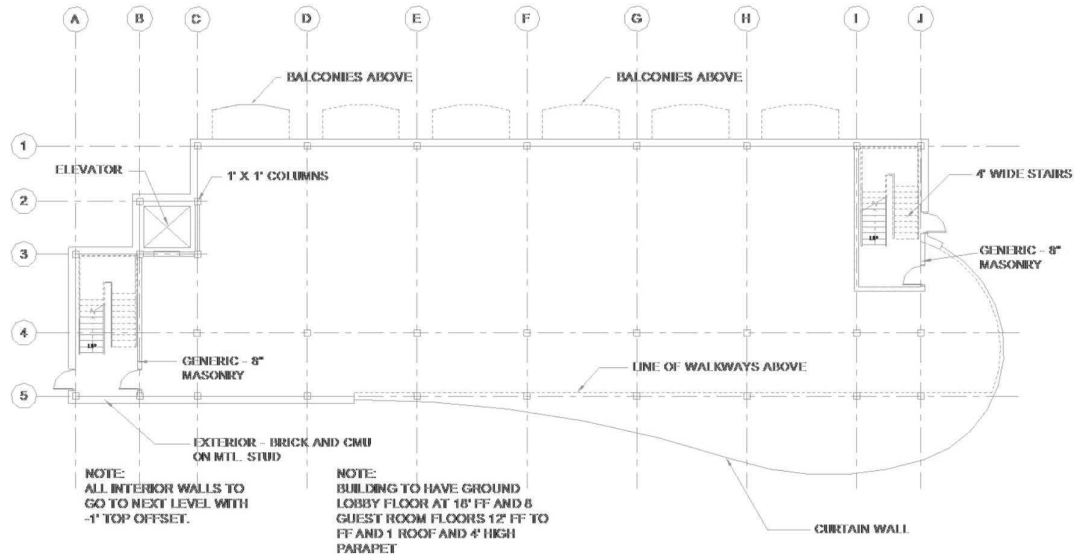 A B C D E F G H I J
BALCONIES ABOVE
BALCONIES ABOVE
1
ELEVATOR
1' X 1' COLUMNS
4' WIDE STAIRS
2
UP
3
GENERIC - 8"
MASONRY
4
UP
GENERIC - 8"
MASONRY
LINE OF WALKWAYS ABOVE
5
EXTERIOR - BRICK AND CMU
ON MTL. STUD
NOTE:
ALL INTERIOR WALLS TO
GO TO NEXT LEVEL WITH
-1' TOP OFFSET.
NOTE:
BUILDING TO HAVE GROUND
LOBBY FLOOR AT 18' FF AND 8
GUEST ROOM FLOORS 12' FF TO
FF AND 1 ROOF AND 4' HIGH
PARAPET
CURTAIN WALL